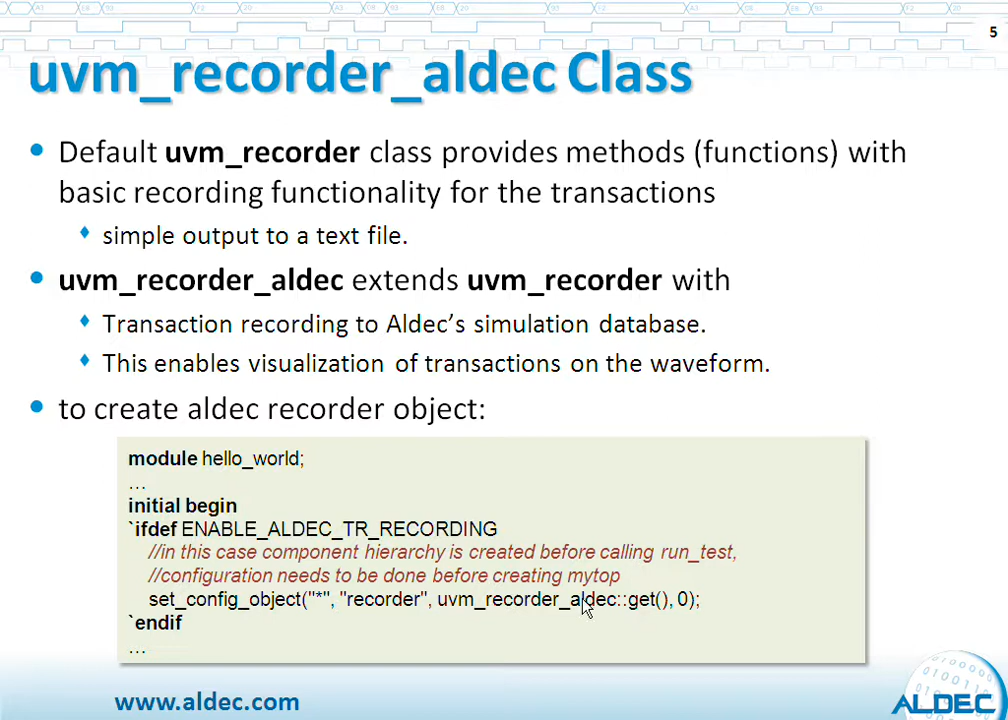 5
uvm_recorder_aldec Class
• Default uvm_recorder class provides methods (functions) with
basic recording functionality for the transactions
simple output to a text file.
• uvm_recorder_aldec extends uvm_recorder with
Transaction recording to Aldec’s simulation database.
This enables visualization of transactions on the waveform.
• to create aldec recorder object:
module hello_world;
...
initial begin
`ifdef ENABLE_ALDEC_TR_RECORDING
//in this case component hierarchy is created before calling run_test,
//configuration needs to be done before creating mytop
set_config_object("*", "recorder", uvm_recorder_aldec::get(), 0);
`endif
...
www.aldec.com
ALDEC